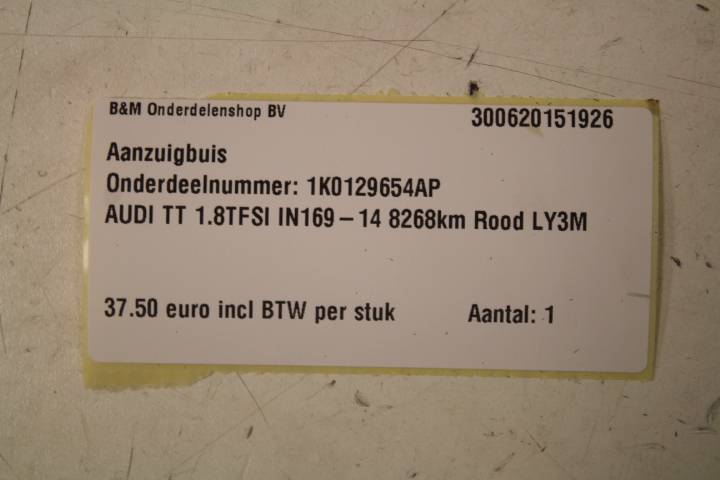 B&M Onderdelenshop BV
300620151926
Aanzuigbuis
Onderdeelnummer: 1K0129654AP
AUDI TT 1.8TFSI IN169-14 8268km Rood LY3M
37.50 euro incl BTW per stuk
Aantal: 1